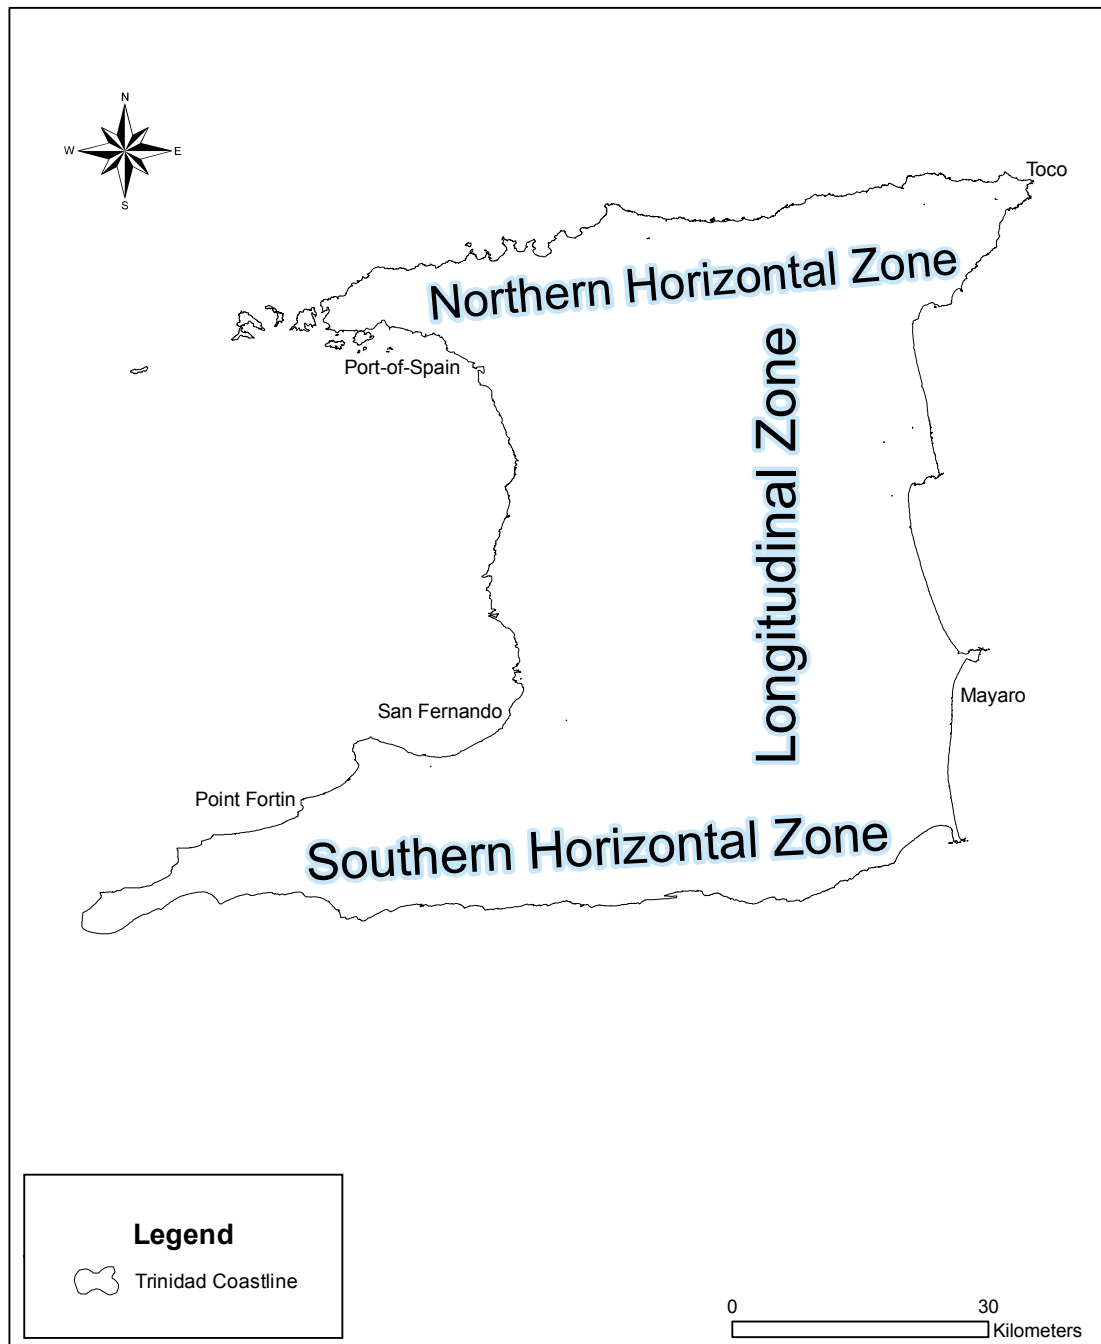 N
W
E
S
Toco
Northern Horizontal Zone
Port-of-Spain
Longitudinal Zone
Mayaro
San Fernando
Point Fortin
Southern Horizontal Zone
Legend
Trinidad Coastline
0
30
Kilometers